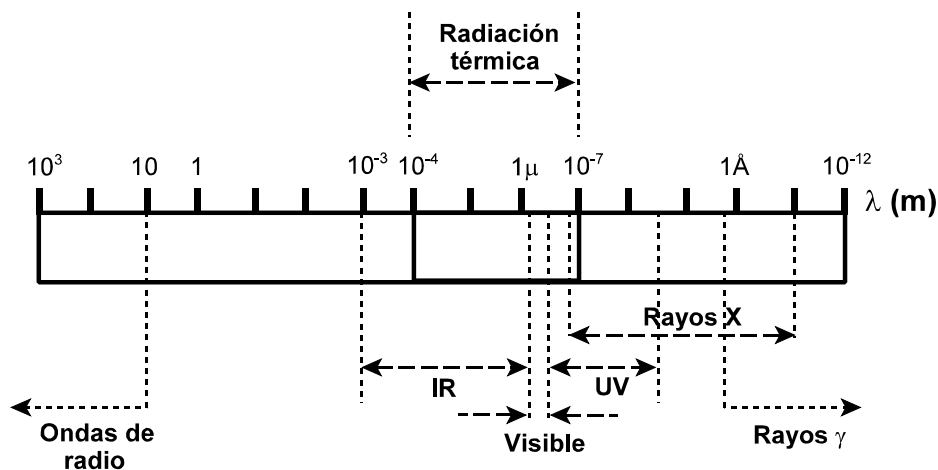 Radiación
térmica
10³ 10 1 10⁻³ 10⁻⁴ 1μ 10⁻⁷ 1Å 10⁻¹²
λ (m)
Rayos X
IR UV
Ondas de
radio
Visible
Rayos γ